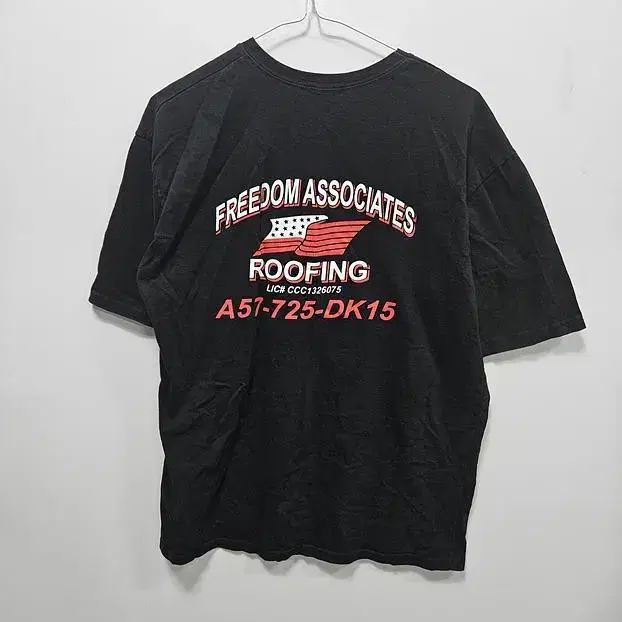 FREEDOM ASSOCIATES
ROOFING
LIC# CCC1326075
A57-725-DK15